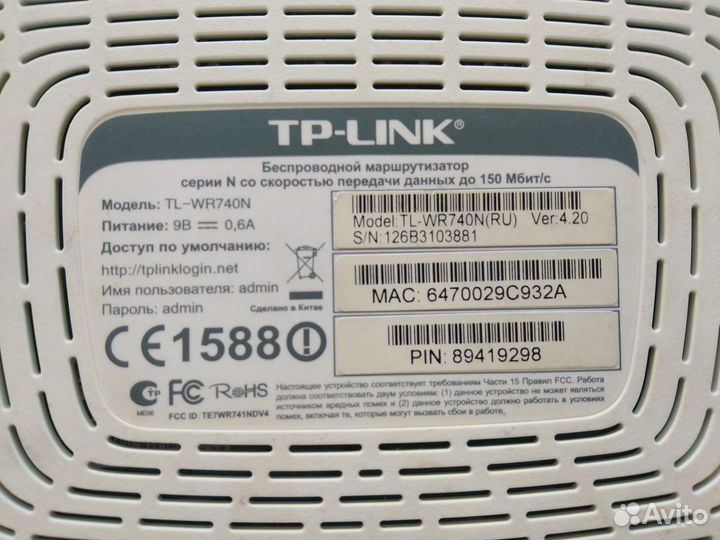 TP-LINK®
Беспроводной маршрутизатор
серии N со скоростью передачи данных до 150 Мбит/с
Модель: TL-WR740N
Питание: 9В 0,6А
Доступ по умолчанию:
http://tplinklogin.net
Имя пользователя: admin
Пароль: admin
Сделано в Китае
Model:TL-WR740N(RU) Ver:4.20
S/N:126B3103881
MAC: 6470029C932A
PIN: 89419298
CE1588
ТР
МЕ06
FC
RoHS
FCC ID: TE7WR741NDV4
Настоящее устройство соответствует требованиям Части 15 Правил FCC. Работа
должна соответствовать двум условиям: (1) данное устройство не может являться
источником вредных помех и (2) данное устройство должно работать в условиях
помех, включая те, которые могут вызвать сбои в работе.
Avito